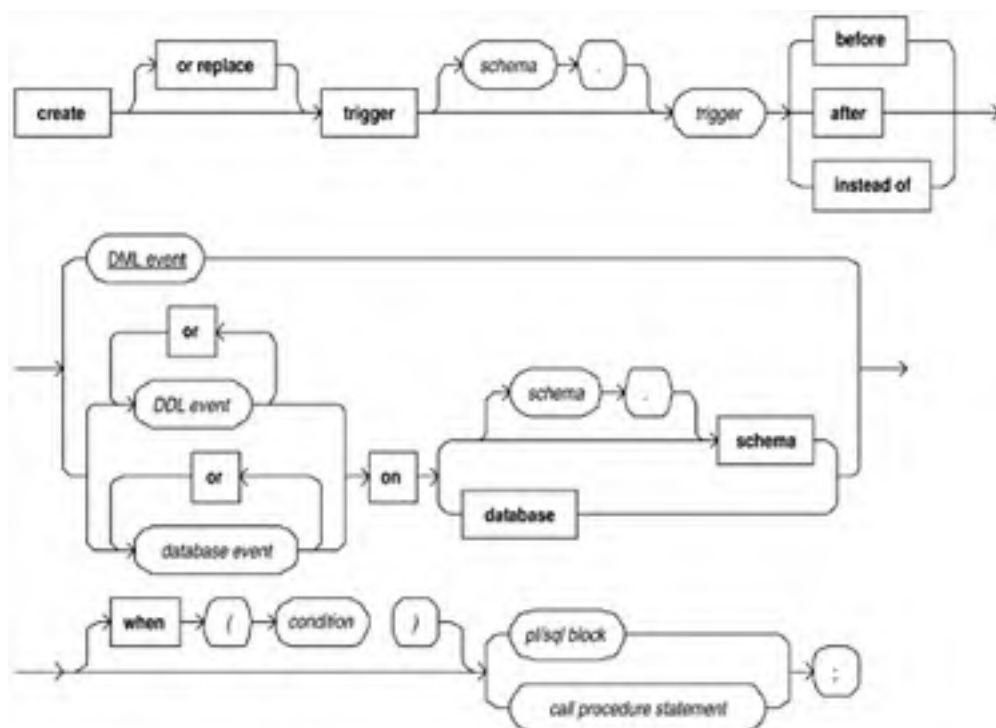 or replace schema . before
create trigger trigger after
instead of
DML event
or
DDL event schema . schema
or on
database
database event
when ( condition ) pl/sql block
call procedure statement ;